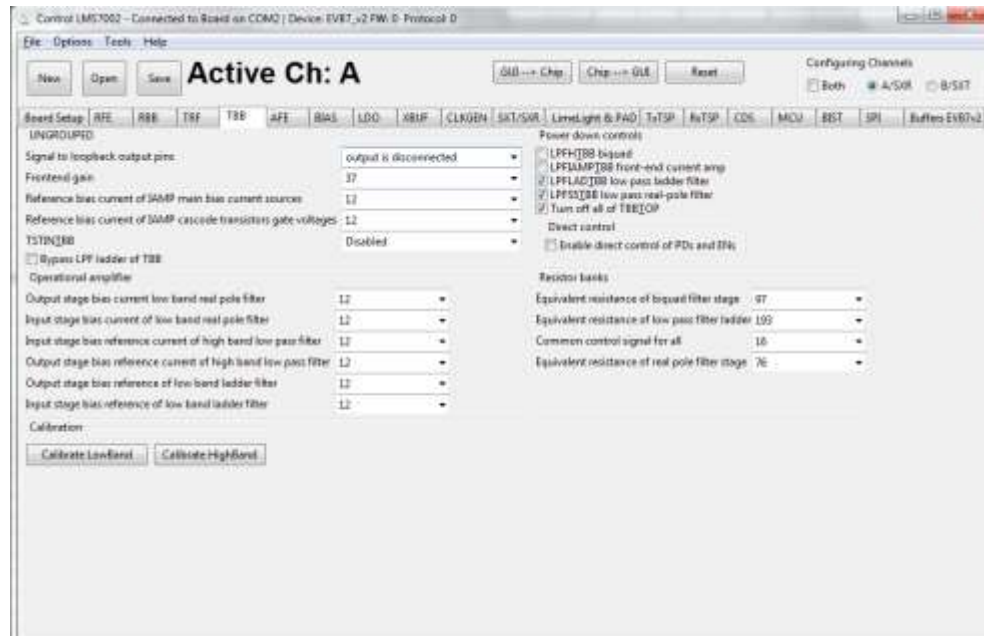 Control LMS7002 - Connected to Board on COM2 | Device: EVB7_v2 FW: 0 Protocol: 0
File Options Tools Help
New Open Save Active Ch: A GUI --> Chip Chip --> GUI Reset Configuring Channels
Both A/SXR B/SXT
Board Setup RFE RBB TRF TBB AFE BIAS LDO XBUF CLKGEN SXT/SXR LimeLight & PAD TxTSP RxTSP CDS MCU BIST SPI Buffers EVB7v2
UNGROUPED Power down controls
Signal to loopback output pins output is disconnected LPFH_TBB biquad
LPFIAMP_TBB front-end current amp
Frontend gain 37 LPFLAD_TBB low pass ladder filter
LPFS5_TBB low pass real-pole filter
Reference bias current of IAMP main bias current sources 12 Turn off all of TBB_TOP
Reference bias current of IAMP cascode transistors gate voltages 12 Direct control
TSTIN_TBB Disabled Enable direct control of PDs and ENs
Bypass LPF ladder of TBB
Operational amplifier Resistor banks
Output stage bias current low band real pole filter 12 Equivalent resistance of biquad filter stage 97
Input stage bias current of low band real pole filter 12 Equivalent resistance of low pass filter ladder 193
Input stage bias reference current of high band low pass filter 12 Common control signal for all 16
Output stage bias reference current of high band low pass filter 12 Equivalent resistance of real pole filter stage 76
Output stage bias reference of low band ladder filter 12
Input stage bias reference of low band ladder filter 12
Calibration
Calibrate LowBand Calibrate HighBand